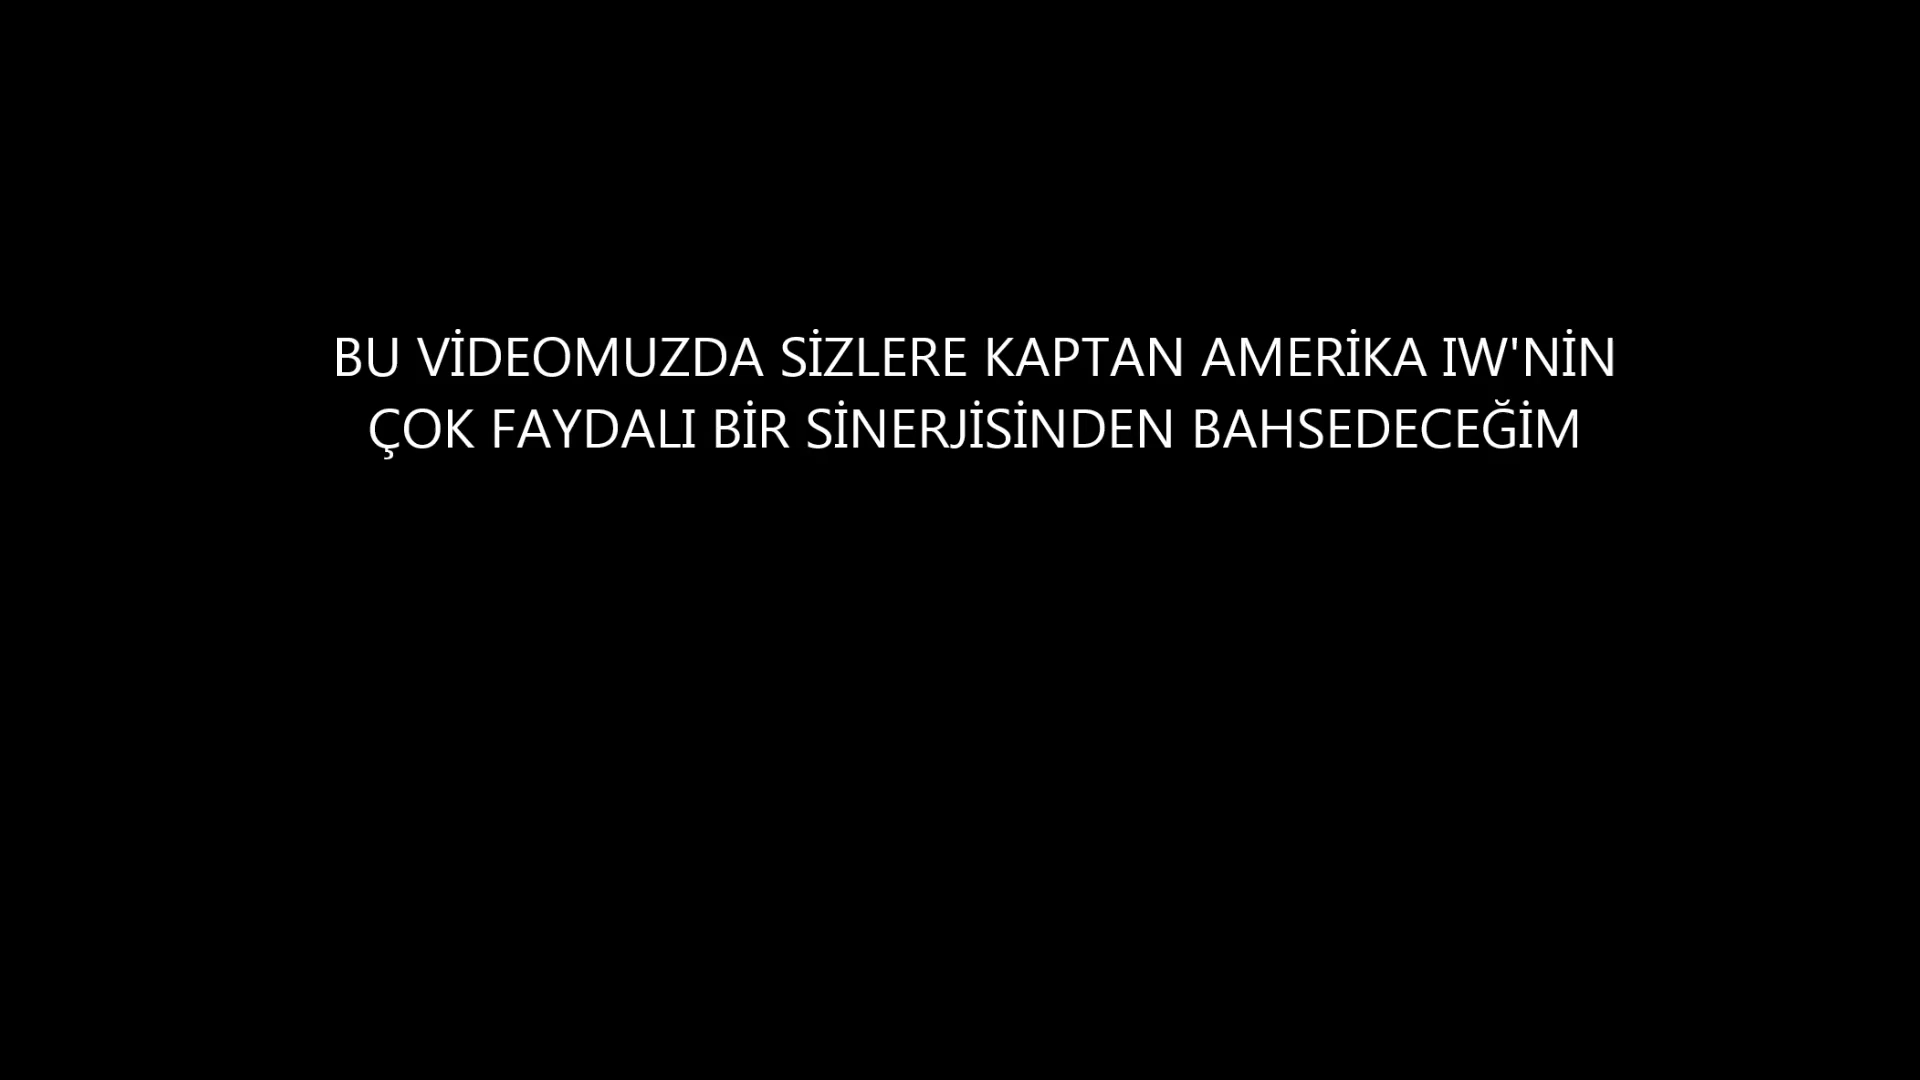 BU VİDEOMUZDA SİZLERE KAPTAN AMERİKA IW'NİN
ÇOK FAYDALI BİR SİNERJİSİNDEN BAHSEDECEĞİM